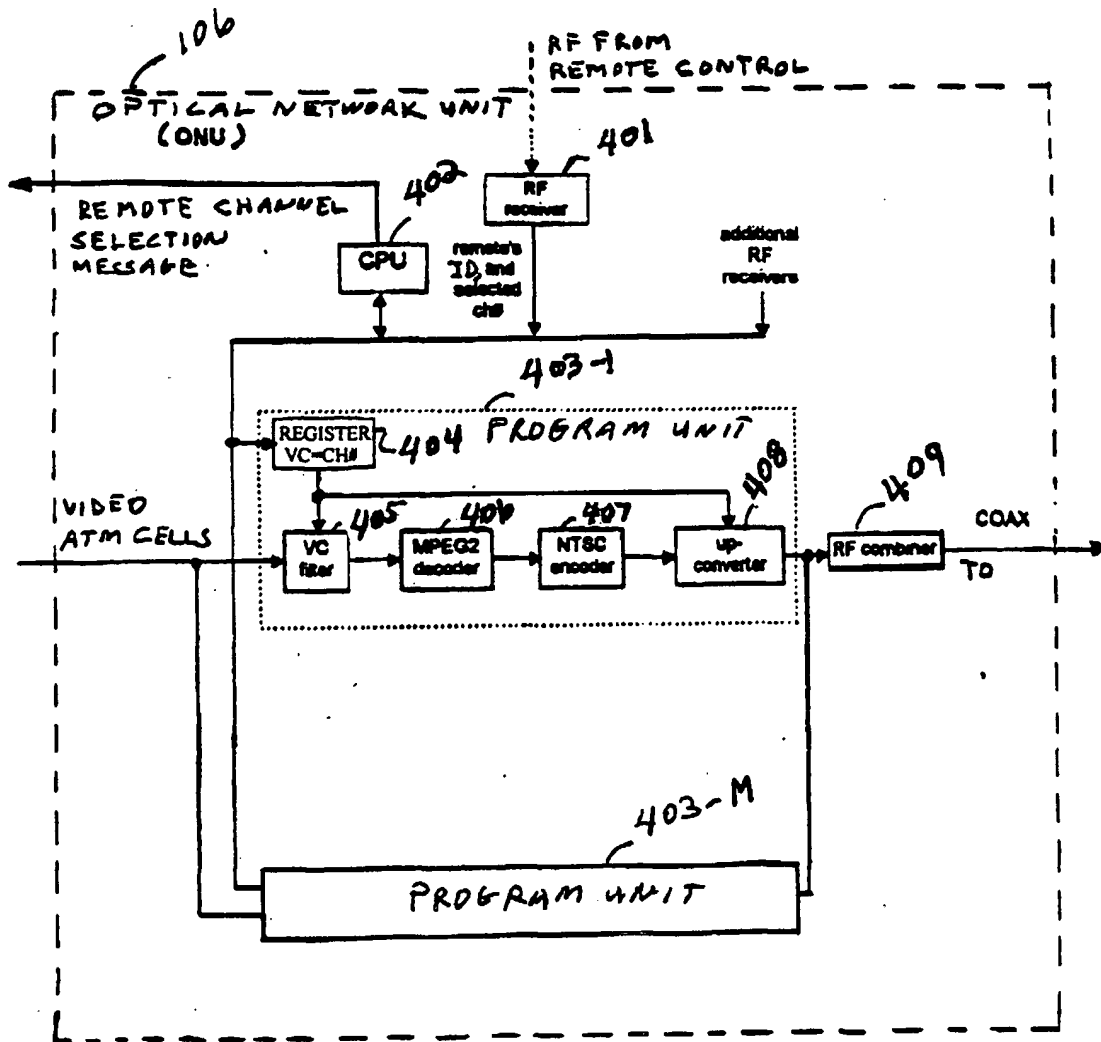 106
RF FROM
REMOTE CONTROL
OPTICAL NETWORK UNIT
(ONU)
401
402
RF
receiver
REMOTE CHANNEL
SELECTION
MESSAGE
CPU
remote's
ID, and
selected
ch#
additional
RF
receivers
403-1
REGISTER
VC=CH#
404
PROGRAM UNIT
408
409
VIDEO
ATM CELLS
405
406
407
COAX
VC
filter
MPEG2
decoder
NTSC
encoder
up-
converter
RF combiner
TO
403-M
PROGRAM UNIT